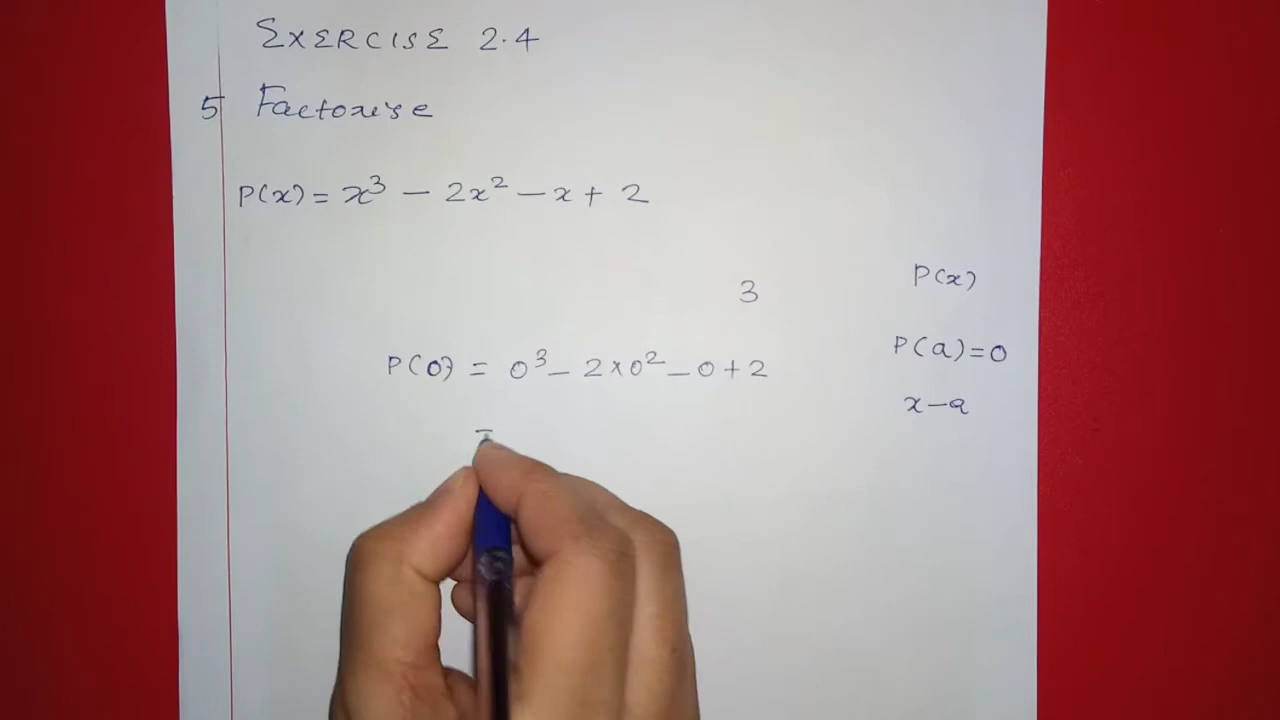 EXERCISE 2.4
5 Factorise
P(x) = x³ - 2x² - x + 2
3
P(x)
P(0) = 0³ - 2×0² - 0 + 2
P(a) = 0
x - a
=